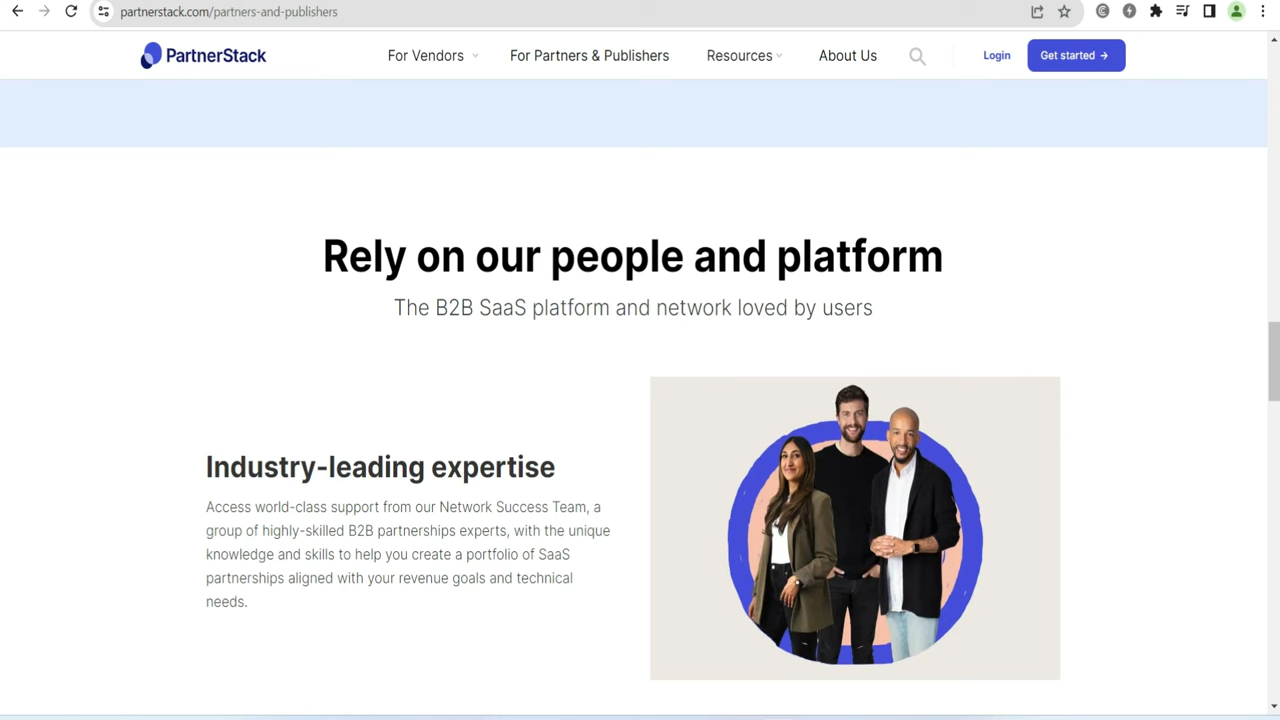 partnerstack.com/partners-and-publishers
PartnerStack
For Vendors
For Partners & Publishers
Resources
About Us
Login
Get started →
Rely on our people and platform
The B2B SaaS platform and network loved by users
Industry-leading expertise
Access world-class support from our Network Success Team, a
group of highly-skilled B2B partnerships experts, with the unique
knowledge and skills to help you create a portfolio of SaaS
partnerships aligned with your revenue goals and technical
needs.